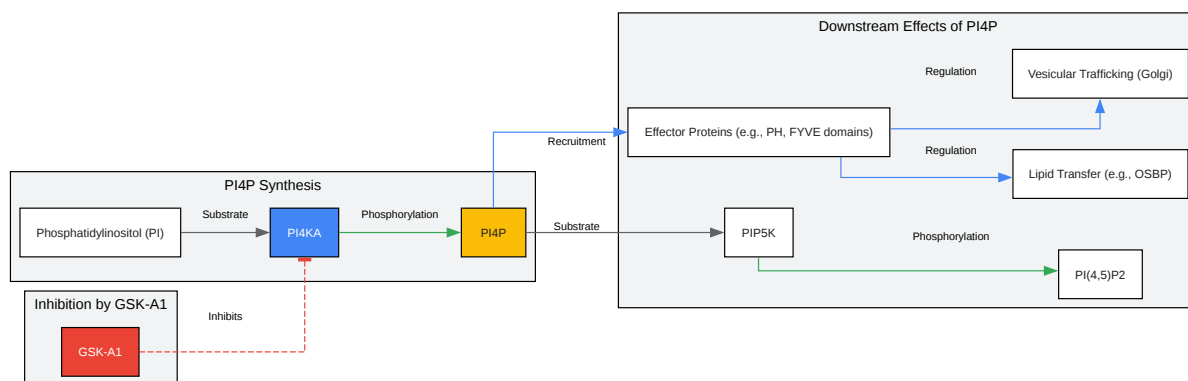 Downstream Effects of PI4P
Regulation
Vesicular Trafficking (Golgi)
Effector Proteins (e.g., PH, FYVE domains)
Recruitment
Regulation
Lipid Transfer (e.g., OSBP)
PI4P Synthesis
Phosphatidylinositol (PI)
Substrate
PI4KA
Phosphorylation
PI4P
Substrate
PIP5K
Phosphorylation
PI(4,5)P2
Inhibition by GSK-A1
GSK-A1
Inhibits